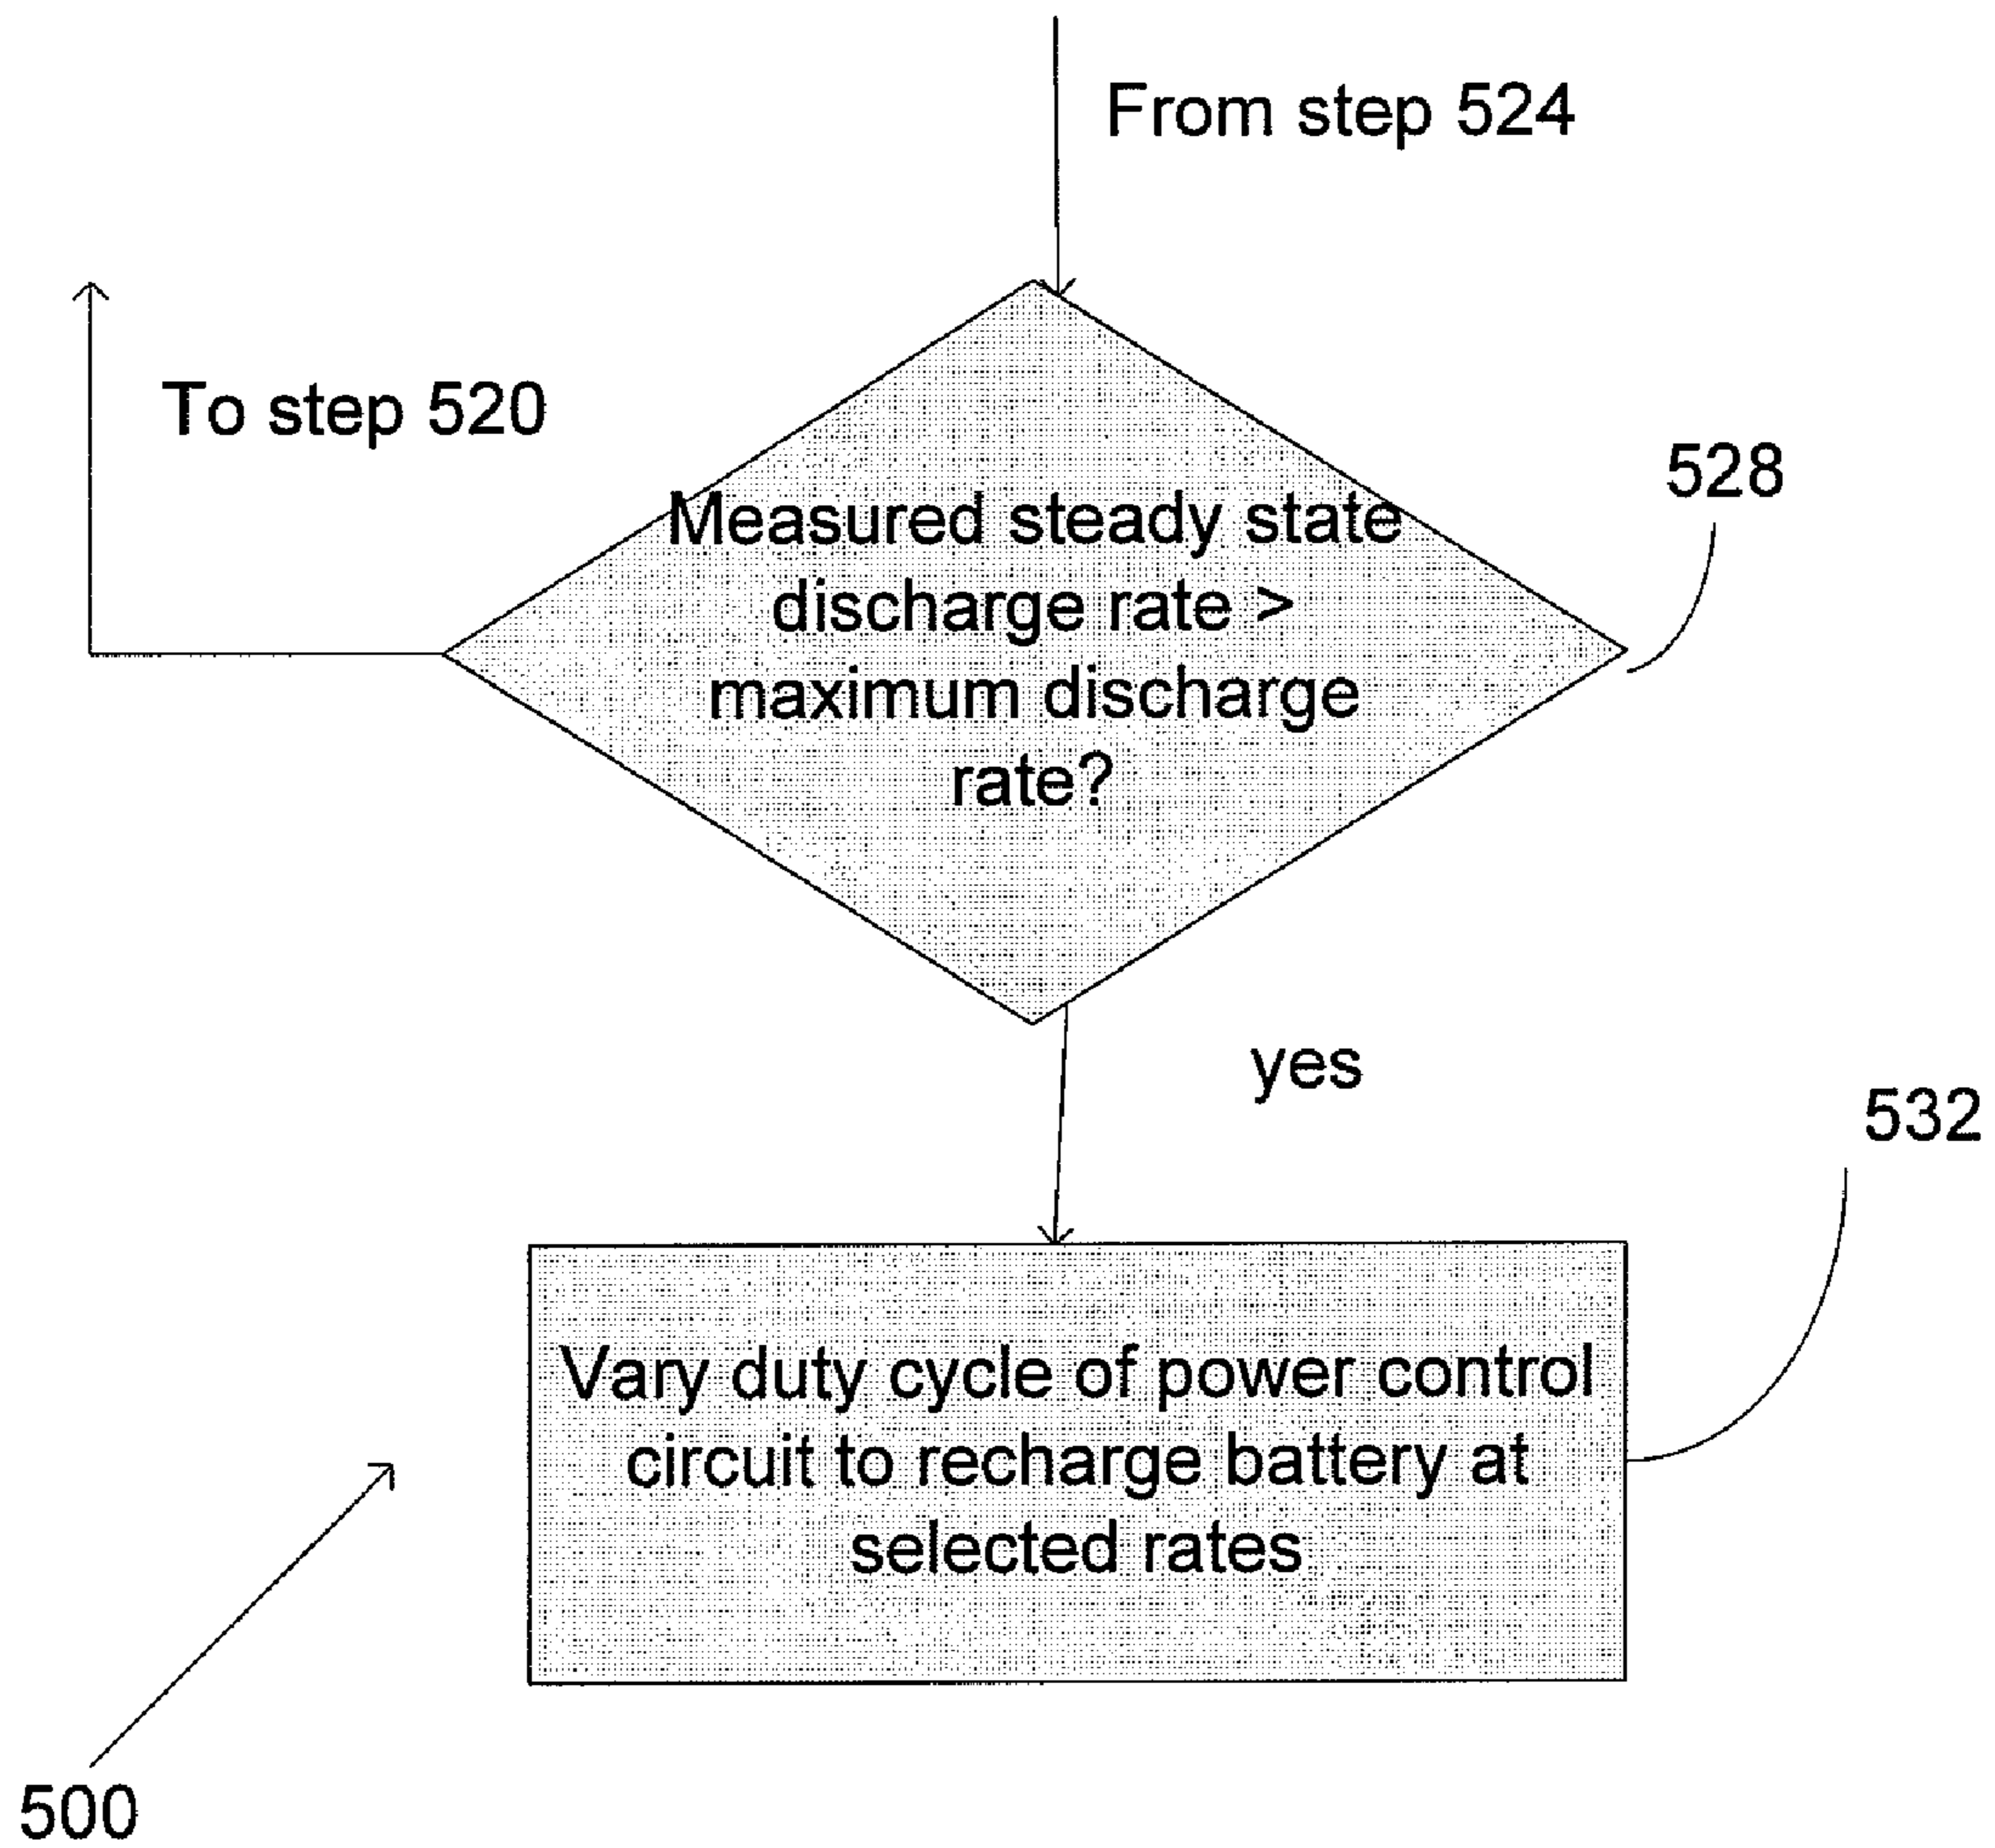 From step 524
To step 520
528
Measured steady state
discharge rate >
maximum discharge
rate?
yes
532
Vary duty cycle of power control
circuit to recharge battery at
selected rates
500